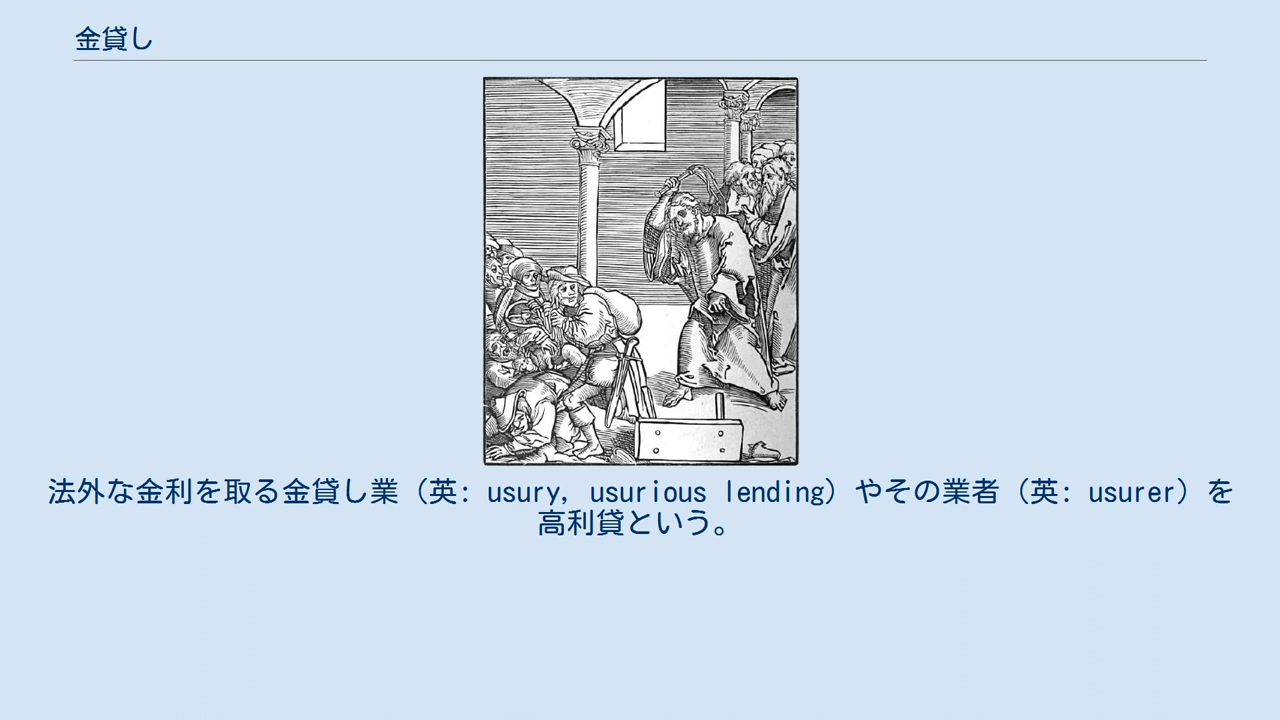 金貸し
法外な金利を取る金貸し業（英: usury, usurious lending）やその業者（英: usurer）を
高利貸という。